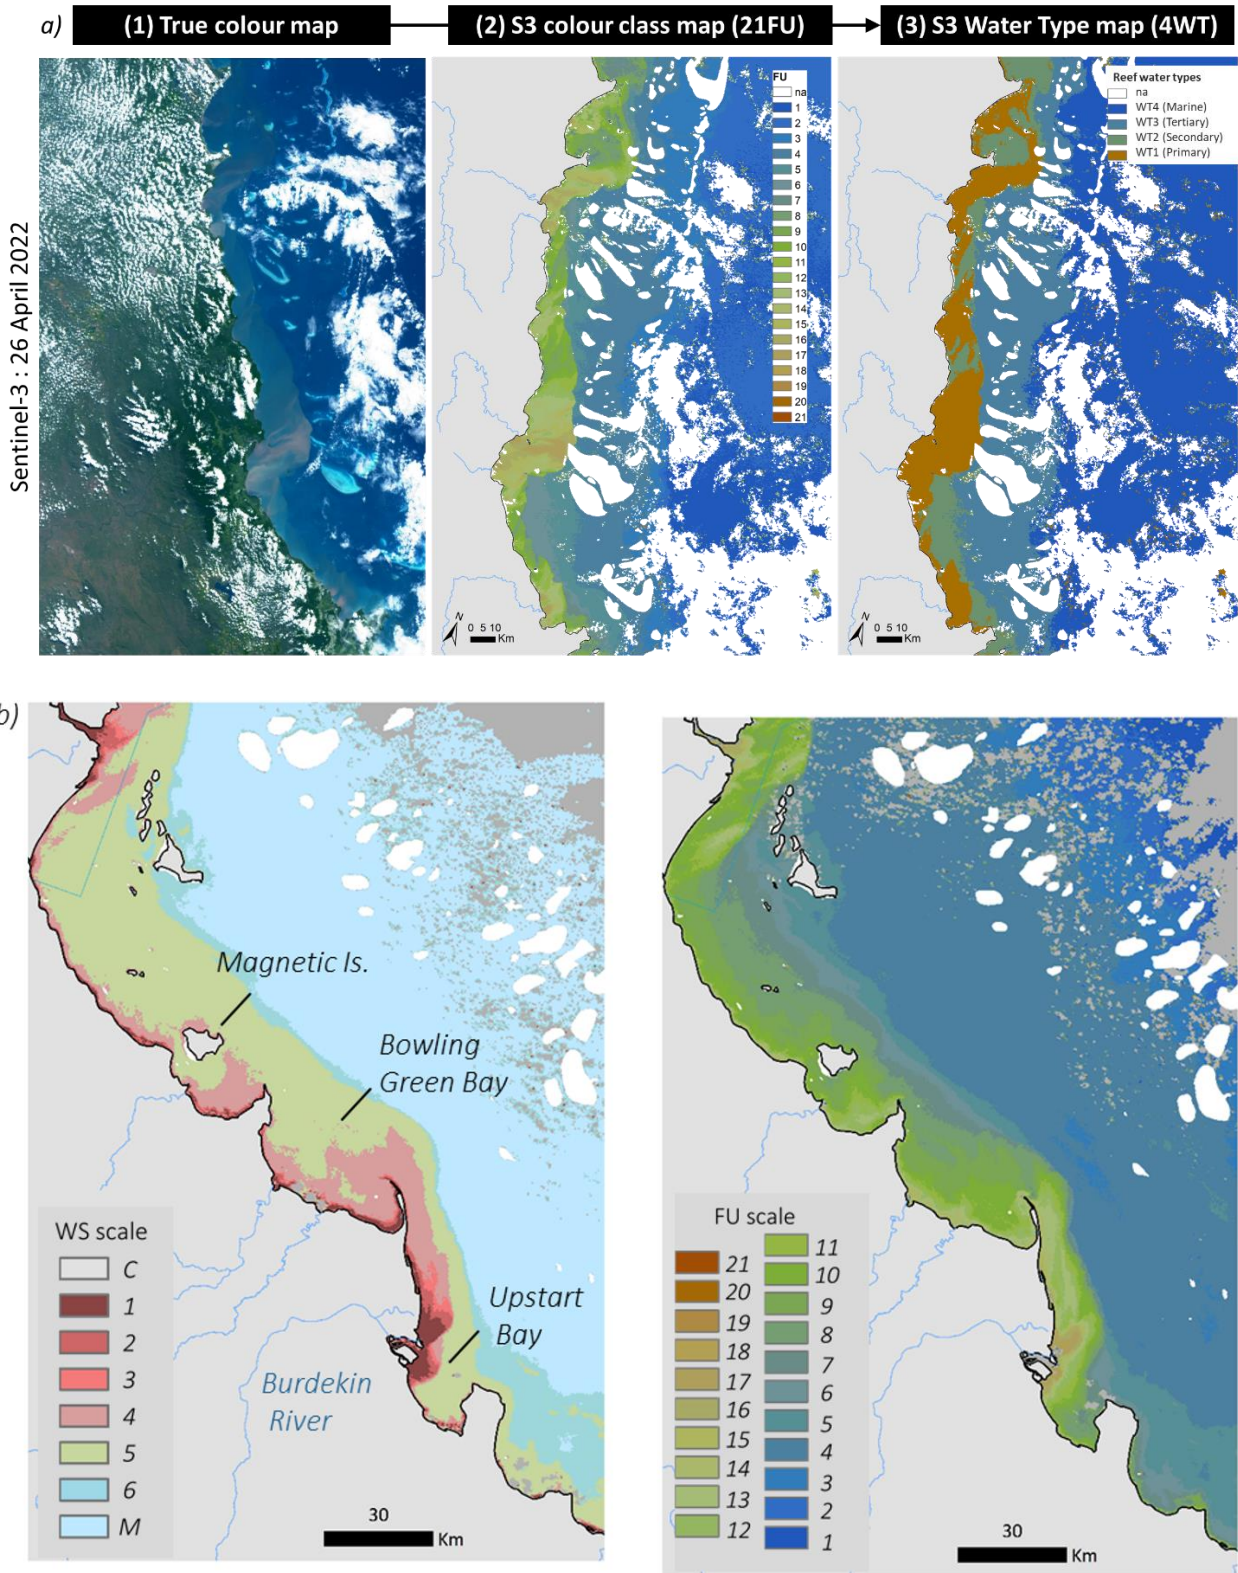 a) (1) True colour map (2) S3 colour class map (21FU) (3) S3 Water Type map (4WT)
Sentinel-3 : 26 April 2022
FU
na
1
2
3
4
5
6
7
8
9
10
11
12
13
14
15
16
17
18
19
20
21
N
0 5 10
Km
Reef water types
na
WT4 (Marine)
WT3 (Tertiary)
WT2 (Secondary)
WT1 (Primary)
N
0 5 10
Km
b)
Magnetic Is.
Bowling
Green Bay
Upstart
Bay
Burdekin
River
WS scale
C
1
2
3
4
5
6
M
30
Km
FU scale
21
20
19
18
17
16
15
14
13
12
11
10
9
8
7
6
5
4
3
2
1
30
Km